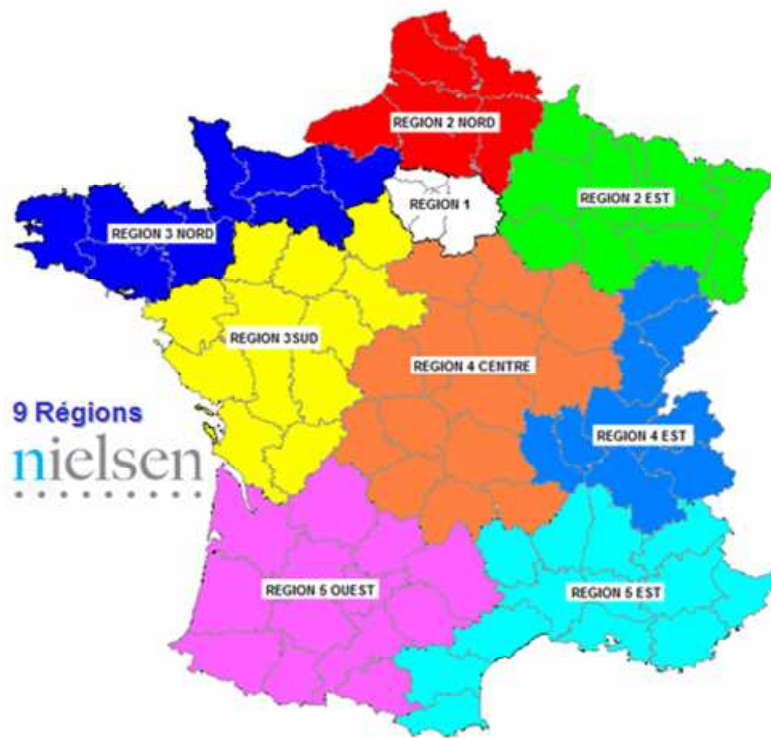 REGION 2 NORD
REGION 1
REGION 2 EST
REGION 3 NORD
REGION 3SUD
REGION 4 CENTRE
9 Régions
nielsen
REGION 4 EST
REGION 5 OUEST
REGION 5 EST